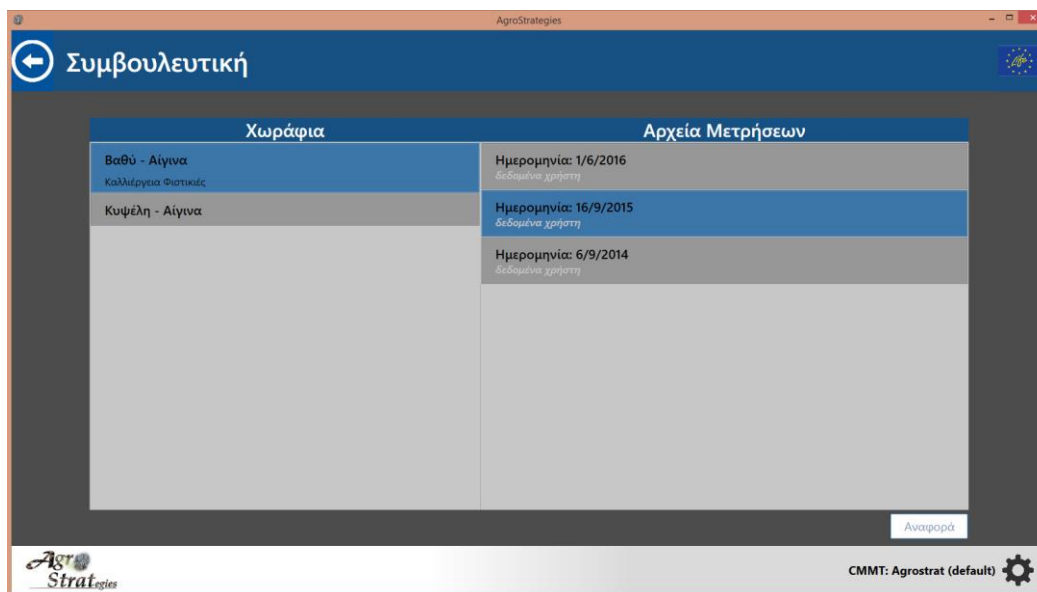 AgroStrategies
Συμβουλευτική
Life
Χωράφια
Αρχεία Μετρήσεων
Βαθύ - Αίγινα
Καλλιέργεια Φιστικιές
Κυψέλη - Αίγινα
Ημερομηνία: 1/6/2016
δεδομένα χρήστη
Ημερομηνία: 16/9/2015
δεδομένα χρήστη
Ημερομηνία: 6/9/2014
δεδομένα χρήστη
Αναφορά
Agro
Strategies
CMMT: Agrostrat (default)